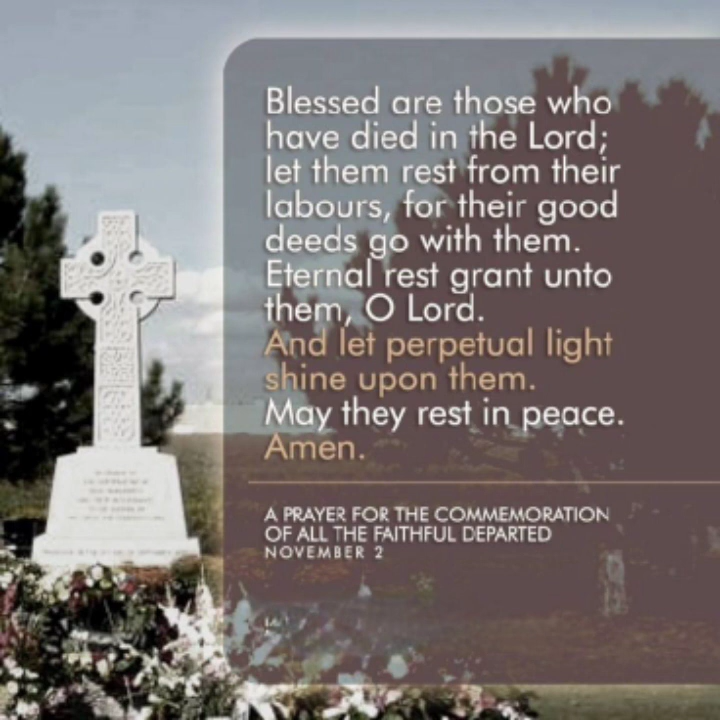 Blessed are those who
have died in the Lord;
let them rest from their
labours, for their good
deeds go with them.
Eternal rest grant unto
them, O Lord.
And let perpetual light
shine upon them.
May they rest in peace.
Amen.
A PRAYER FOR THE COMMEMORATION
OF ALL THE FAITHFUL DEPARTED
NOVEMBER 2